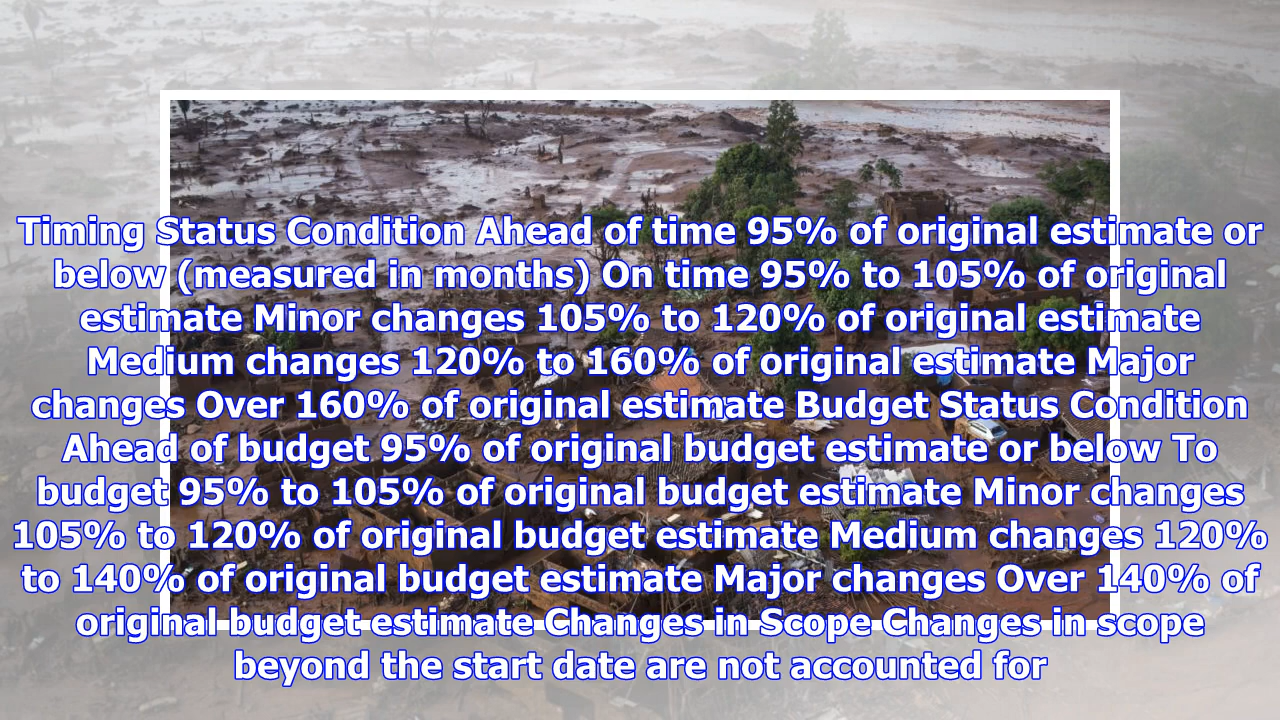 Timing Status Condition Ahead of time 95% of original estimate or
below (measured in months) On time 95% to 105% of original
estimate Minor changes 105% to 120% of original estimate
Medium changes 120% to 160% of original estimate Major
changes Over 160% of original estimate Budget Status Condition
Ahead of budget 95% of original budget estimate or below To
budget 95% to 105% of original budget estimate Minor changes
105% to 120% of original budget estimate Medium changes 120%
to 140% of original budget estimate Major changes Over 140% of
original budget estimate Changes in Scope Changes in scope
beyond the start date are not accounted for